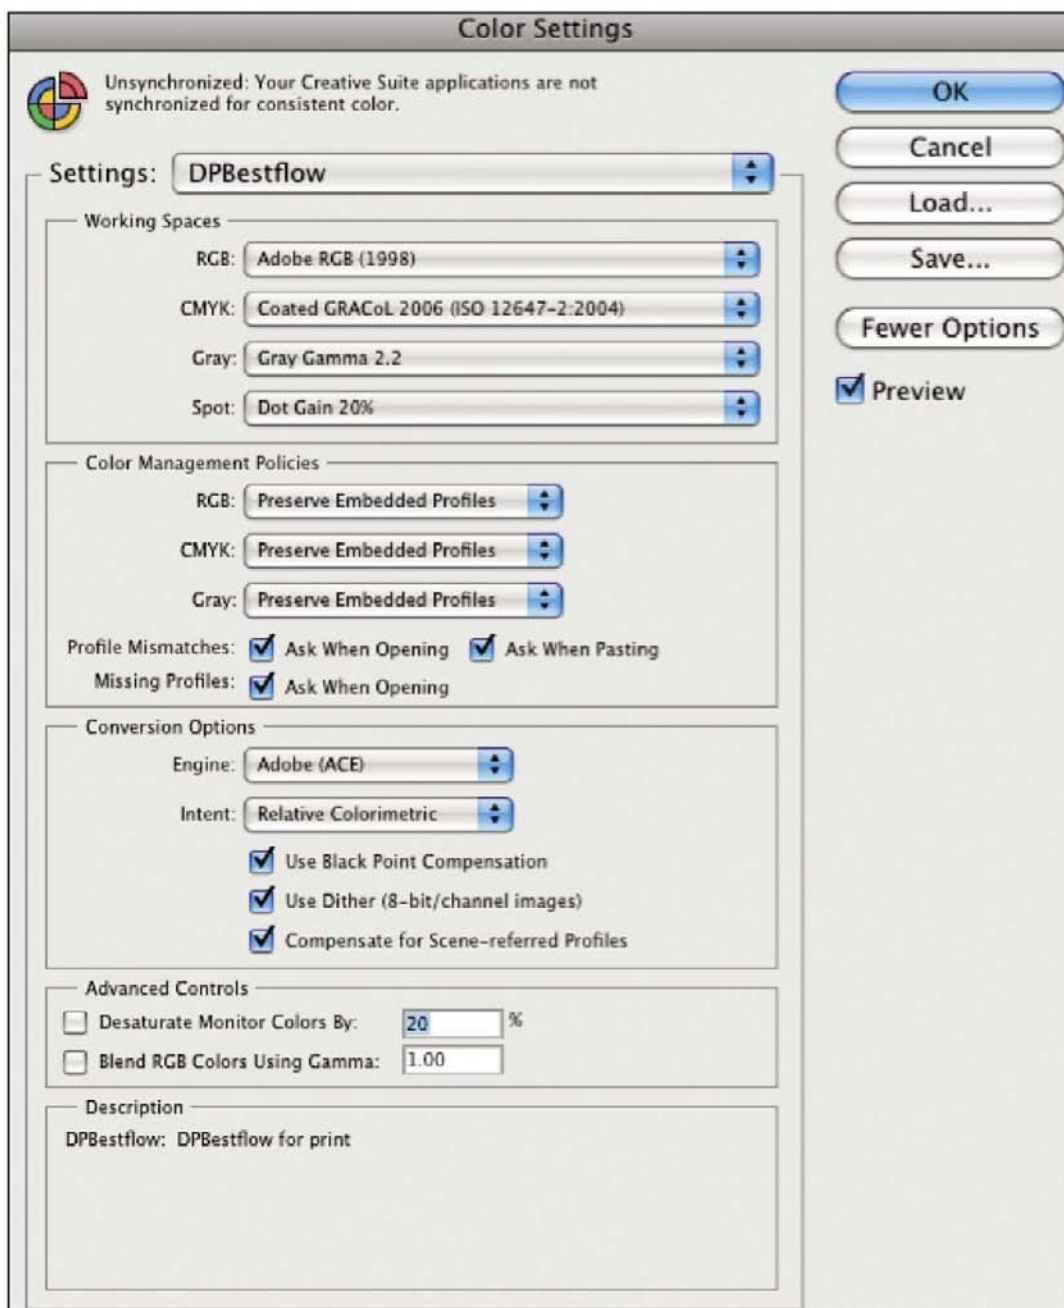 Color Settings
Unsynchronized: Your Creative Suite applications are not
synchronized for consistent color.
OK
Cancel
Load...
Save...
Fewer Options
Preview
Settings: DPBestflow
Working Spaces
RGB: Adobe RGB (1998)
CMYK: Coated GRACoL 2006 (ISO 12647-2:2004)
Gray: Gray Gamma 2.2
Spot: Dot Gain 20%
Color Management Policies
RGB: Preserve Embedded Profiles
CMYK: Preserve Embedded Profiles
Gray: Preserve Embedded Profiles
Profile Mismatches: Ask When Opening Ask When Pasting
Missing Profiles: Ask When Opening
Conversion Options
Engine: Adobe (ACE)
Intent: Relative Colorimetric
Use Black Point Compensation
Use Dither (8-bit/channel images)
Compensate for Scene-referred Profiles
Advanced Controls
Desaturate Monitor Colors By: 20 %
Blend RGB Colors Using Gamma: 1.00
Description
DPBestflow: DPBestflow for print